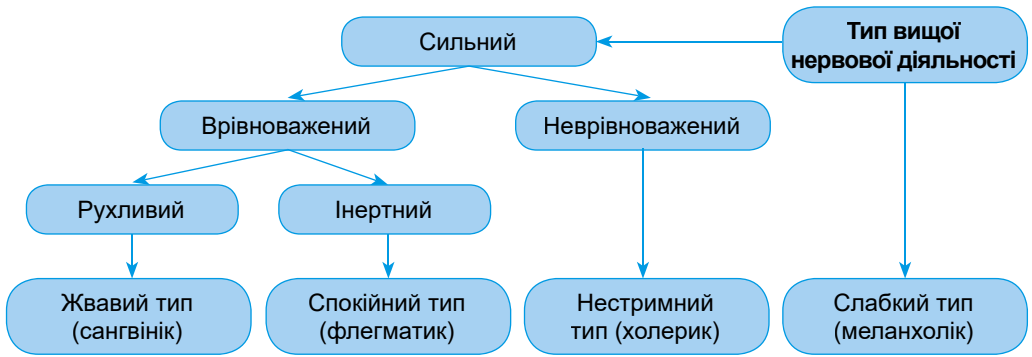 Тип вищої
нервової діяльності
Сильний
Врівноважений
Неврівноважений
Рухливий
Інертний
Жвавий тип
(сангвінік)
Спокійний тип
(флегматик)
Нестримний
тип (холерик)
Слабкий тип
(меланхолік)